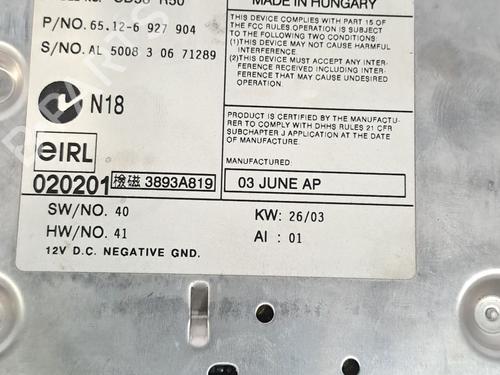 CD53 R50
P/NO.65.12-6 927 904
S/NO. AL 5008 3 06 71289
N18
eIRL
020201 檢磁 3893A819
SW/NO. 40
HW/NO. 41
12V D.C. NEGATIVE GND.
MADE IN HUNGARY
THIS DEVICE COMPLIES WITH PART 15 OF
THE FCC RULES.OPERATION IS SUBJECT
TO THE FOLLOWING TWO CONDITIONS:
(1)THIS DEVICE MAY NOT CAUSE HARMFUL
INTERFERENCE
(2)THIS DEVICE MUST ACCEPT ANY INTER-
FERENCE RECEIVED INCLUDING INTER-
FERENCE THAT MAY CAUSE UNDESIRED
OPERATION.
PRODUCT IS CERTIFIED BY THE MANUFACTU-
RER TO COMPLY WITH DHHS RULES 21 CFR
SUBCHAPTER J APPLICATION AT THE DATE OF
MANUFACTURE.
MANUFACTURED:
03 JUNE AP
KW: 26/03
AI : 01